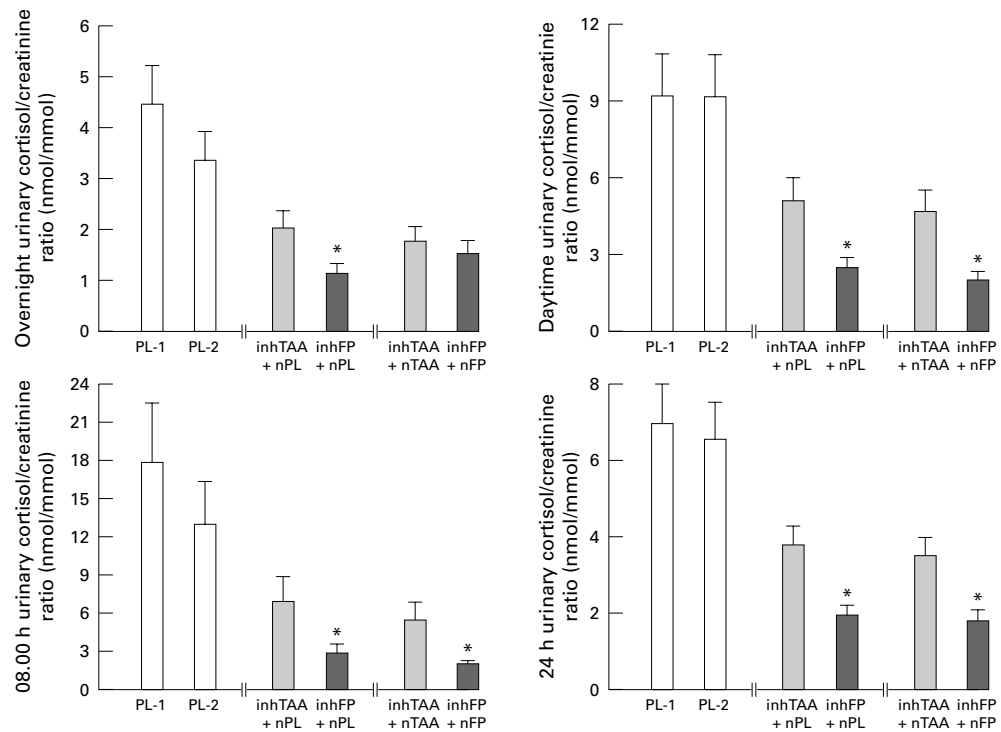 Overnight urinary cortisol/creatinine
ratio (nmol/mmol)
6
5
4
3
2
1
0
*
PL-1 PL-2 inhTAA inhFP inhTAA inhFP
+ nPL + nPL + nTAA + nFP
Daytime urinary cortisol/creatinie
ratio (nmol/mmol)
12
9
6
3
0
* *
PL-1 PL-2 inhTAA inhFP inhTAA inhFP
+ nPL + nPL + nTAA + nFP
08.00 h urinary cortisol/creatinine
ratio (nmol/mmol)
24
21
18
15
12
9
6
3
0
* *
PL-1 PL-2 inhTAA inhFP inhTAA inhFP
+ nPL + nPL + nTAA + nFP
24 h urinary cortisol/creatinine
ratio (nmol/mmol)
8
6
4
2
0
* *
PL-1 PL-2 inhTAA inhFP inhTAA inhFP
+ nPL + nPL + nTAA + nFP